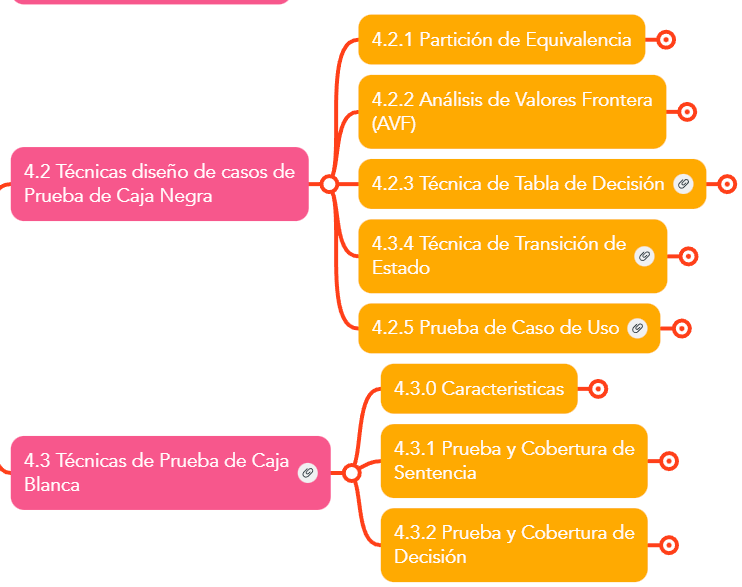 4.2 Técnicas diseño de casos de
Prueba de Caja Negra
4.2.1 Partición de Equivalencia
4.2.2 Análisis de Valores Frontera
(AVF)
4.2.3 Técnica de Tabla de Decisión
4.3.4 Técnica de Transición de
Estado
4.2.5 Prueba de Caso de Uso
4.3 Técnicas de Prueba de Caja
Blanca
4.3.0 Caracteristicas
4.3.1 Prueba y Cobertura de
Sentencia
4.3.2 Prueba y Cobertura de
Decisión